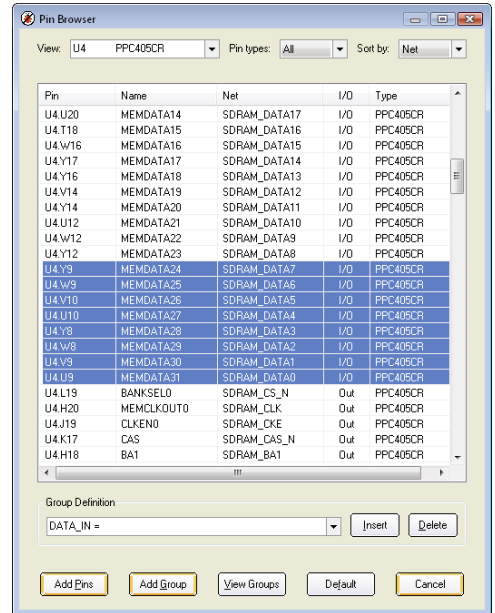 Pin Browser
View: U4 PPC405CR Pin types: All Sort by: Net
Pin Name Net I/O Type
U4.U20 MEMDATA14 SDRAM_DATA17 I/O PPC405CR
U4.T18 MEMDATA15 SDRAM_DATA16 I/O PPC405CR
U4.W16 MEMDATA16 SDRAM_DATA15 I/O PPC405CR
U4.Y17 MEMDATA17 SDRAM_DATA14 I/O PPC405CR
U4.Y16 MEMDATA18 SDRAM_DATA13 I/O PPC405CR
U4.V14 MEMDATA19 SDRAM_DATA12 I/O PPC405CR
U4.Y14 MEMDATA20 SDRAM_DATA11 I/O PPC405CR
U4.U12 MEMDATA21 SDRAM_DATA10 I/O PPC405CR
U4.W12 MEMDATA22 SDRAM_DATA9 I/O PPC405CR
U4.Y12 MEMDATA23 SDRAM_DATA8 I/O PPC405CR
U4.Y9 MEMDATA24 SDRAM_DATA7 I/O PPC405CR
U4.W9 MEMDATA25 SDRAM_DATA6 I/O PPC405CR
U4.V10 MEMDATA26 SDRAM_DATA5 I/O PPC405CR
U4.U10 MEMDATA27 SDRAM_DATA4 I/O PPC405CR
U4.Y8 MEMDATA28 SDRAM_DATA3 I/O PPC405CR
U4.W8 MEMDATA29 SDRAM_DATA2 I/O PPC405CR
U4.V9 MEMDATA30 SDRAM_DATA1 I/O PPC405CR
U4.U9 MEMDATA31 SDRAM_DATA0 I/O PPC405CR
U4.L19 BANKSEL0 SDRAM_CS_N Out PPC405CR
U4.H20 MEMCLKOUT0 SDRAM_CLK Out PPC405CR
U4.J19 CLKEN0 SDRAM_CKE Out PPC405CR
U4.K17 CAS SDRAM_CAS_N Out PPC405CR
U4.H18 BA1 SDRAM_BA1 Out PPC405CR
Group Definition
DATA_IN = Insert Delete
Add Pins Add Group View Groups Default Cancel